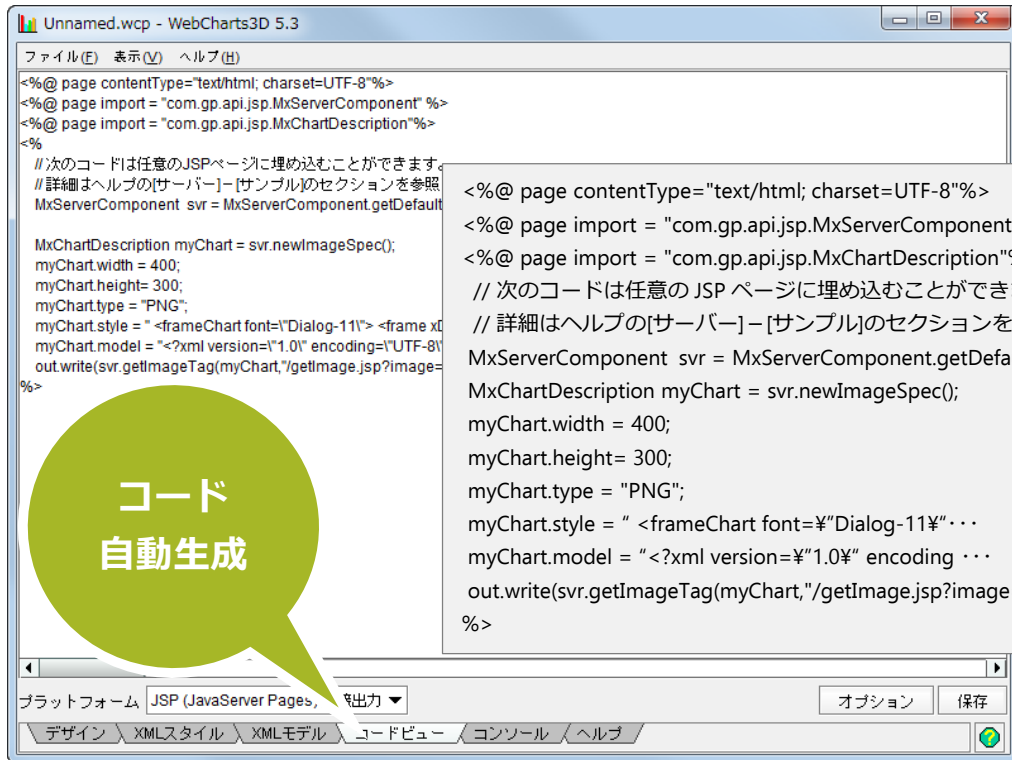 Unnamed.wcp - WebCharts3D 5.3
ファイル(F) 表示(V) ヘルプ(H)
<%@ page contentType="text/html; charset=UTF-8"%>
<%@ page import = "com.gp.api.jsp.MxServerComponent" %>
<%@ page import = "com.gp.api.jsp.MxChartDescription"%>
<%
//次のコードは任意のJSPページに埋め込むことができます。
//詳細はヘルプの[サーバー]－[サンプル]のセクションを参照
MxServerComponent svr = MxServerComponent.getDefault
MxChartDescription myChart = svr.newImageSpec();
myChart.width = 400;
myChart.height= 300;
myChart.type = "PNG";
myChart.style = " <frameChart font=\"Dialog-11\"> <frame xD
myChart.model = "<?xml version=\"1.0\" encoding=\"UTF-8\"
out.write(svr.getImageTag(myChart,"/getImage.jsp?image=
%>
<%@ page contentType="text/html; charset=UTF-8"%>
<%@ page import = "com.gp.api.jsp.MxServerComponent
<%@ page import = "com.gp.api.jsp.MxChartDescription"%
// 次のコードは任意の JSP ページに埋め込むことができ
// 詳細はヘルプの[サーバー] – [サンプル]のセクションを
MxServerComponent svr = MxServerComponent.getDefa
MxChartDescription myChart = svr.newImageSpec();
myChart.width = 400;
myChart.height= 300;
myChart.type = "PNG";
myChart.style = “ <frameChart font=¥”Dialog-11¥“･･･
myChart.model = “<?xml version=¥”1.0¥“ encoding ･･･
out.write(svr.getImageTag(myChart,"/getImage.jsp?image
%>
コード
自動生成
プラットフォーム JSP (JavaServer Pages) 接出力 オプション 保存
デザイン XMLスタイル XMLモデル コードビュー コンソール ヘルプ